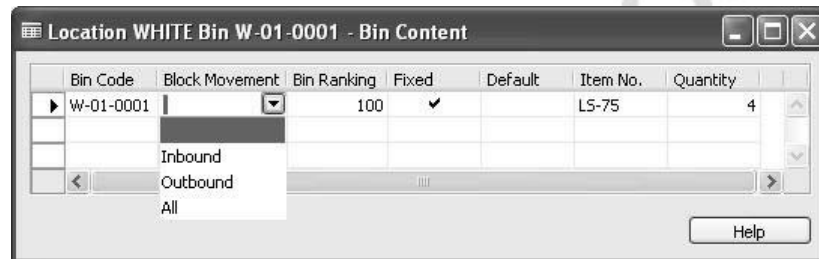 Location WHITE Bin W-01-0001 - Bin Content
Bin Code Block Movement Bin Ranking Fixed Default Item No. Quantity
W-01-0001 100 LS-75 4
Inbound
Outbound
All
Help